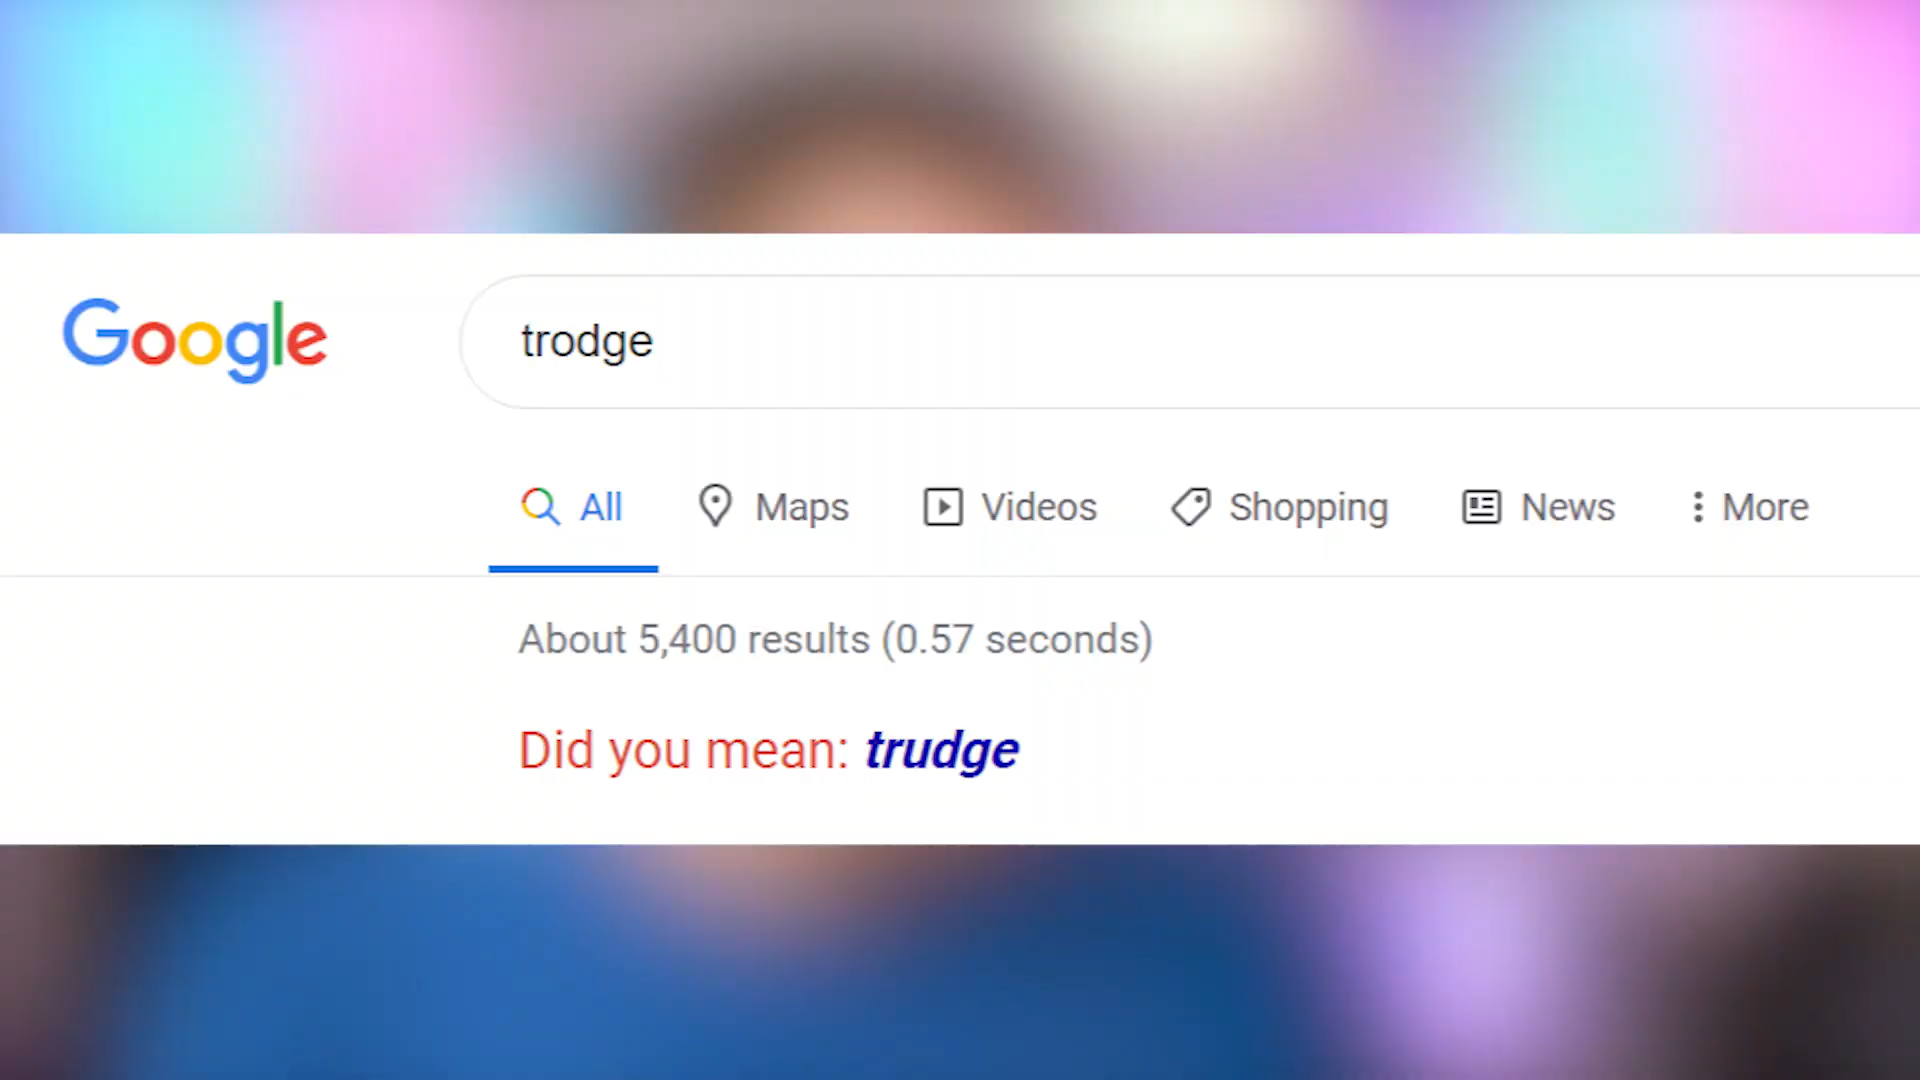 Google trodge
All Maps Videos Shopping News More
About 5,400 results (0.57 seconds)
Did you mean: trudge